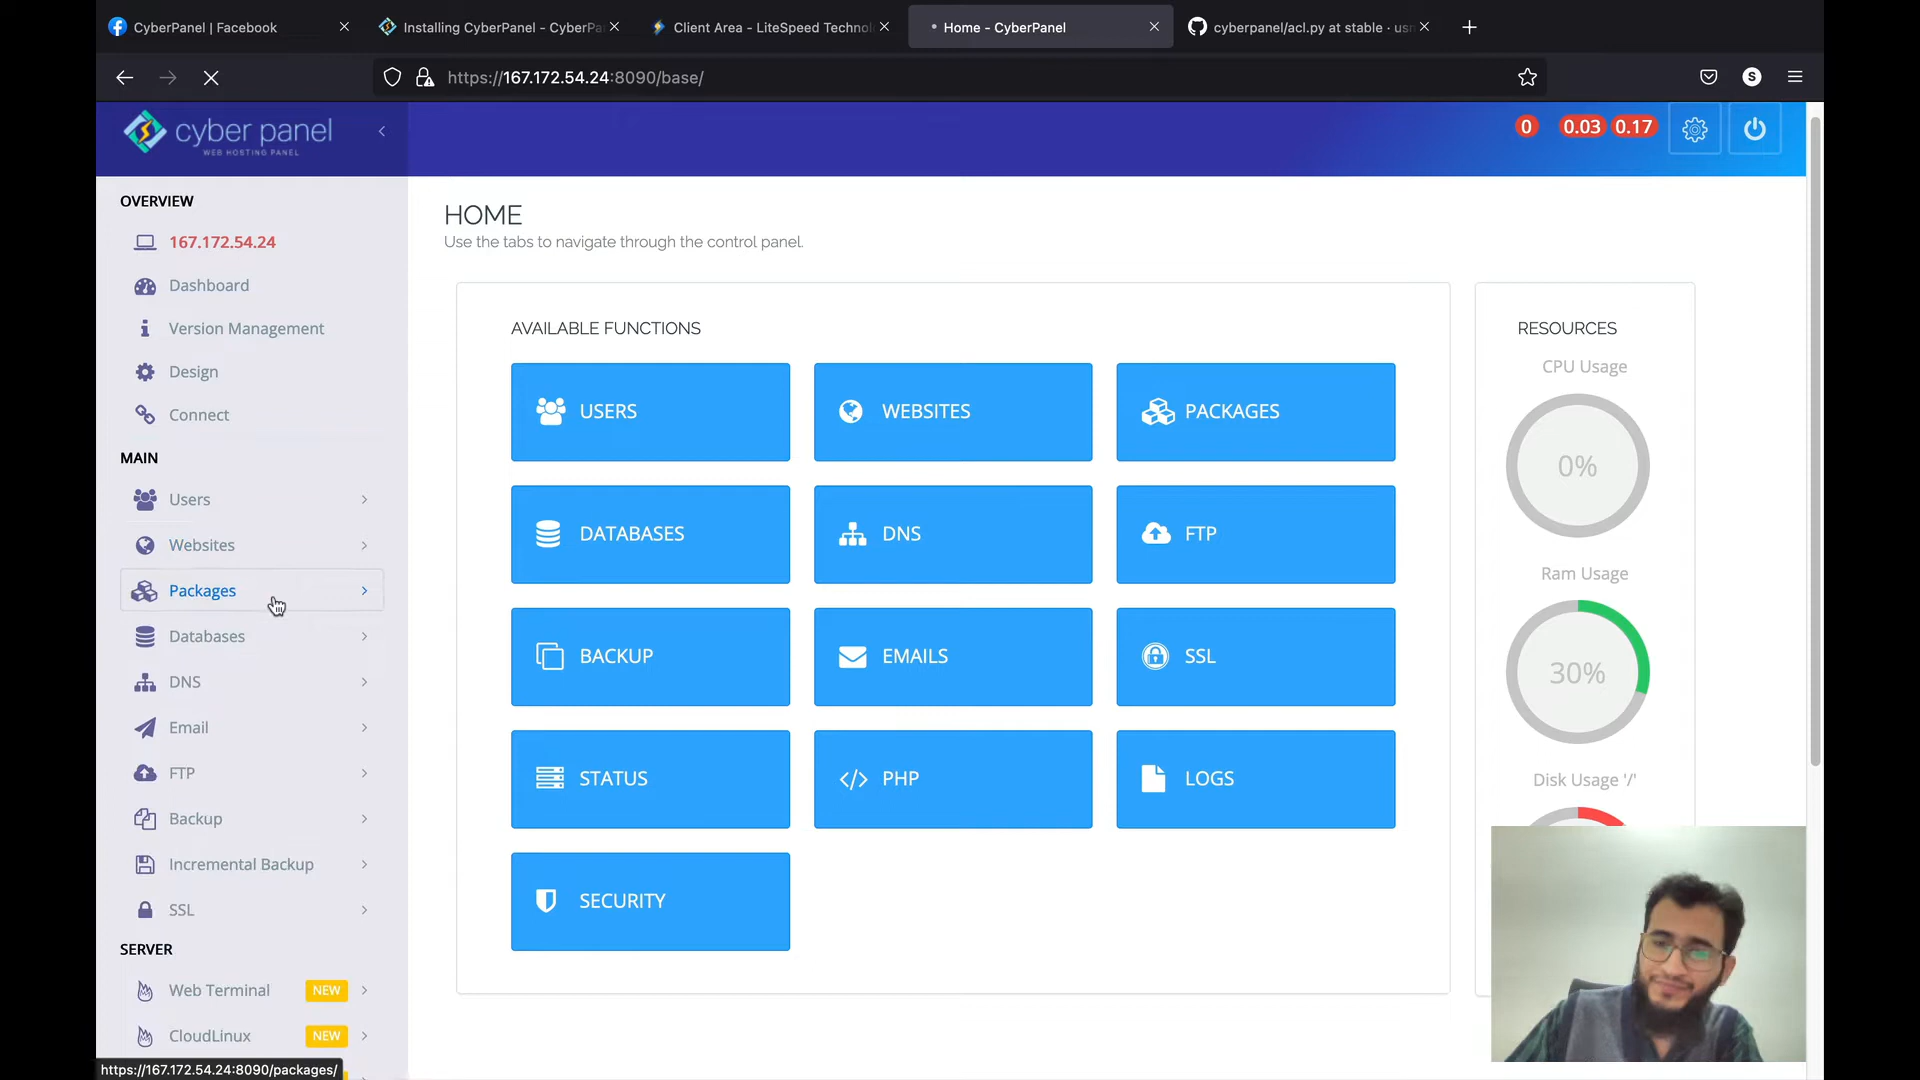 CyberPanel | Facebook
Installing CyberPanel - CyberPa
Client Area - LiteSpeed Technol
Home - CyberPanel
cyberpanel/acl.py at stable · usn
https://167.172.54.24:8090/base/
S
cyber panel
WEB HOSTING PANEL
0
0.03
0.17
OVERVIEW
167.172.54.24
Dashboard
Version Management
Design
Connect
MAIN
Users
Websites
Packages
Databases
DNS
Email
FTP
Backup
Incremental Backup
SSL
SERVER
Web Terminal NEW
CloudLinux NEW
https://167.172.54.24:8090/packages/
HOME
Use the tabs to navigate through the control panel.
AVAILABLE FUNCTIONS
USERS
WEBSITES
PACKAGES
DATABASES
DNS
FTP
BACKUP
EMAILS
SSL
STATUS
PHP
LOGS
SECURITY
RESOURCES
CPU Usage
0%
Ram Usage
30%
Disk Usage '/'